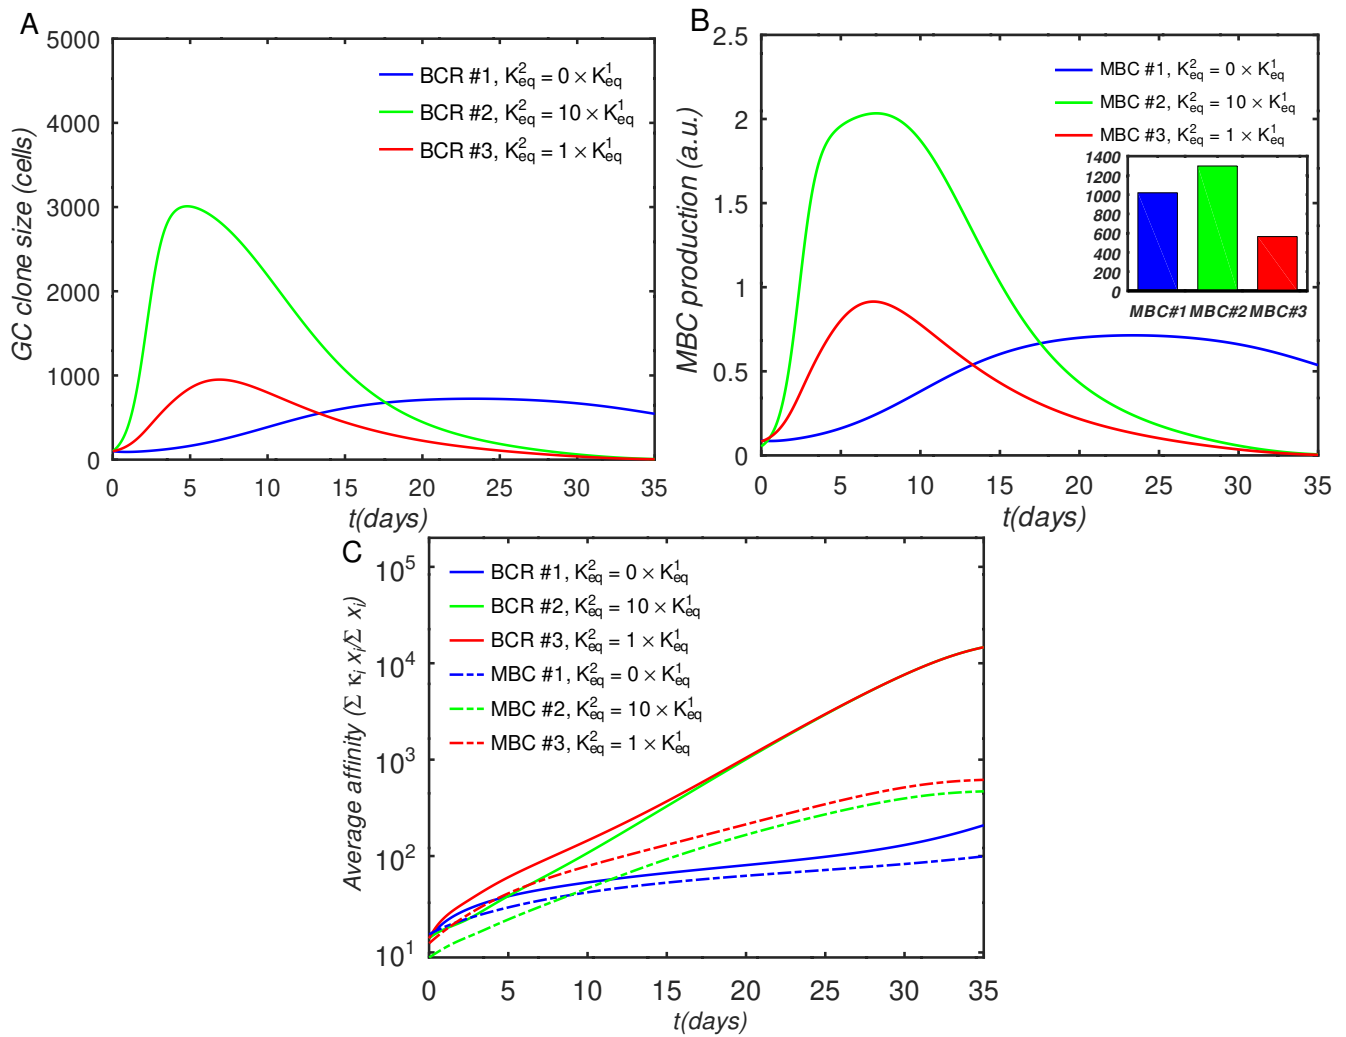 A
5000
4000
3000
2000
1000
0
GC clone size (cells)
BCR #1, K²eq = 0 × K¹eq
BCR #2, K²eq = 10 × K¹eq
BCR #3, K²eq = 1 × K¹eq
0 5 10 15 20 25 30 35
t(days)
B
2.5
2
1.5
1
0.5
0
MBC production (a.u.)
MBC #1, K²eq = 0 × K¹eq
MBC #2, K²eq = 10 × K¹eq
MBC #3, K²eq = 1 × K¹eq
1400
1200
1000
800
600
400
200
0
MBC#1 MBC#2 MBC#3
0 5 10 15 20 25 30 35
t(days)
C
10⁵
10⁴
10³
10²
10¹
Average affinity (Σ κᵢ xᵢ/Σ xᵢ)
BCR #1, K²eq = 0 × K¹eq
BCR #2, K²eq = 10 × K¹eq
BCR #3, K²eq = 1 × K¹eq
MBC #1, K²eq = 0 × K¹eq
MBC #2, K²eq = 10 × K¹eq
MBC #3, K²eq = 1 × K¹eq
0 5 10 15 20 25 30 35
t(days)